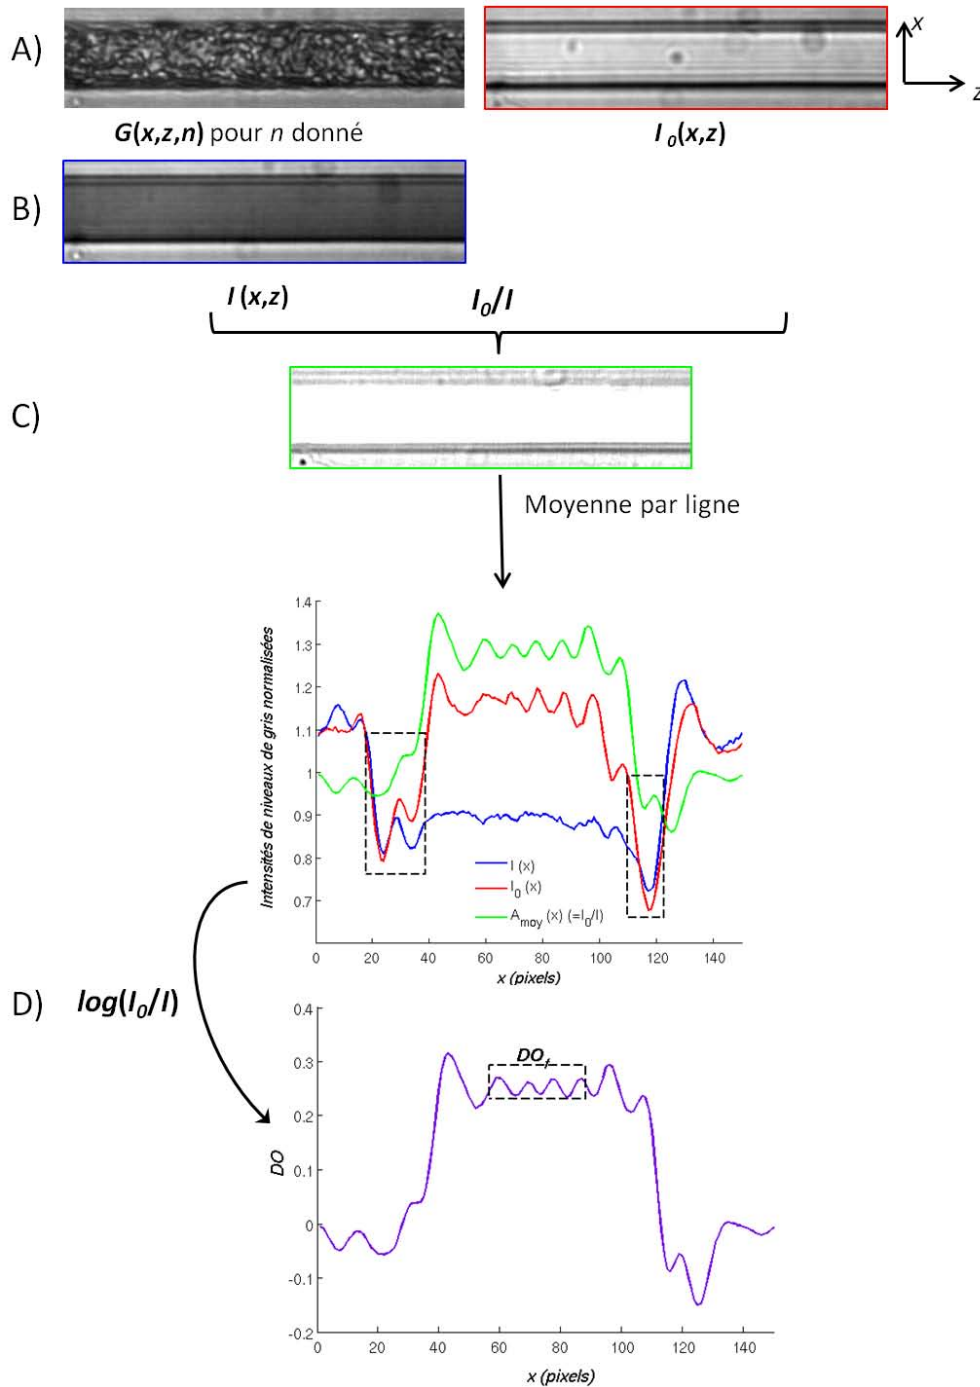 A)
x
z
G(x,z,n) pour n donné
I0(x,z)
B)
I (x,z)
I0/I
C)
Moyenne par ligne
Intensités de niveaux de gris normalisées
1.4
1.3
1.2
1.1
1
0.9
0.8
0.7
I (x)
I0 (x)
Amoy (x) (=I0/I)
0 20 40 60 80 100 120 140
x (pixels)
D)
log(I0/I)
DO
0.4
0.3
0.2
0.1
0
-0.1
-0.2
DOf
0 20 40 60 80 100 120 140
x (pixels)